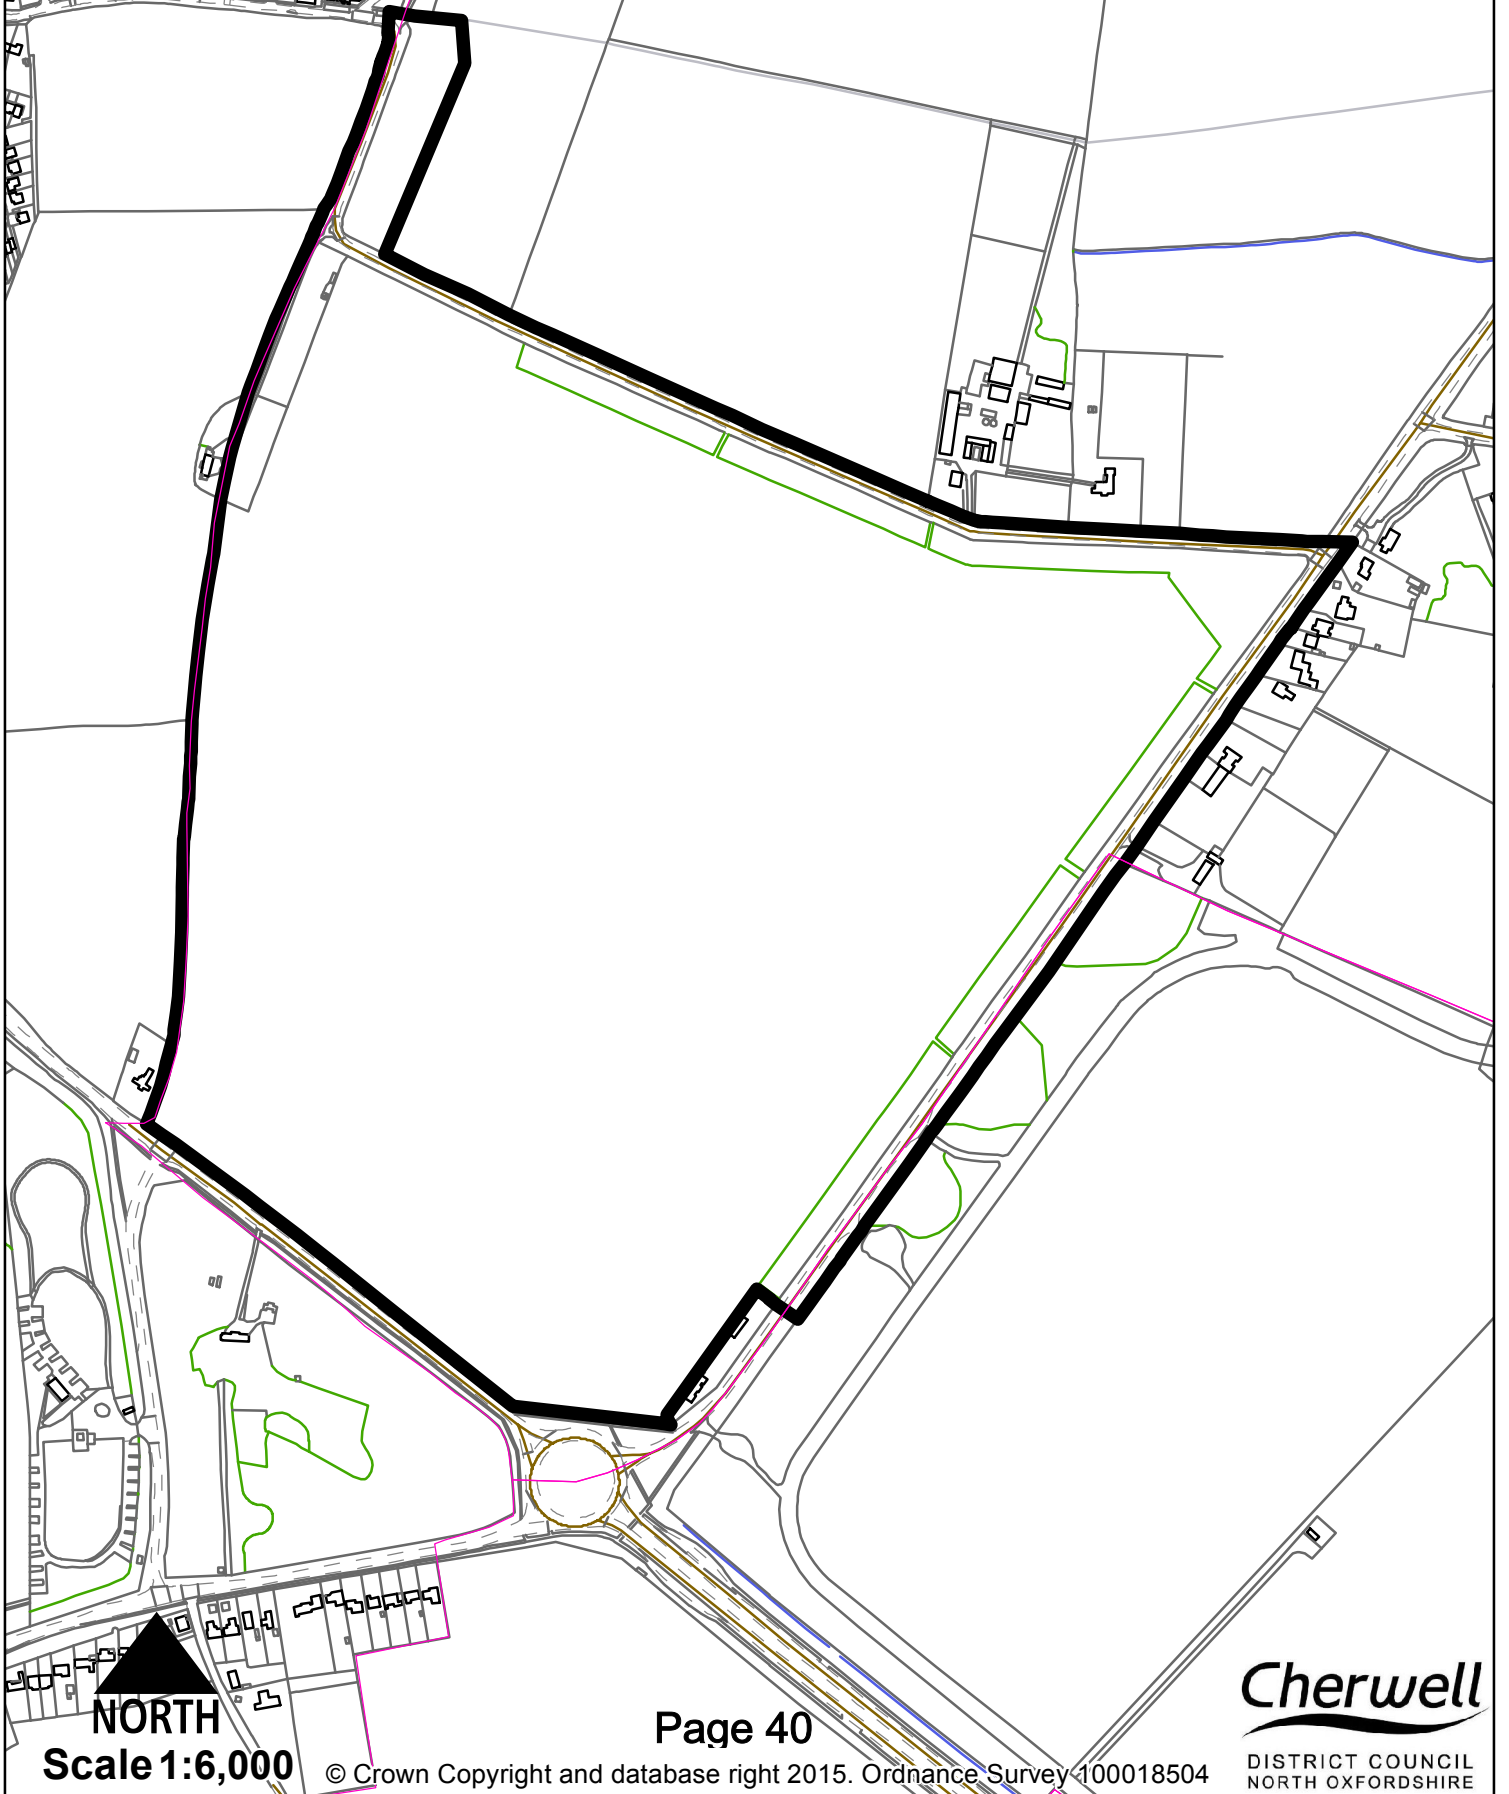 NORTH
Scale 1:6,000
Page 40
© Crown Copyright and database right 2015. Ordnance Survey 100018504
Cherwell
DISTRICT COUNCIL
NORTH OXFORDSHIRE